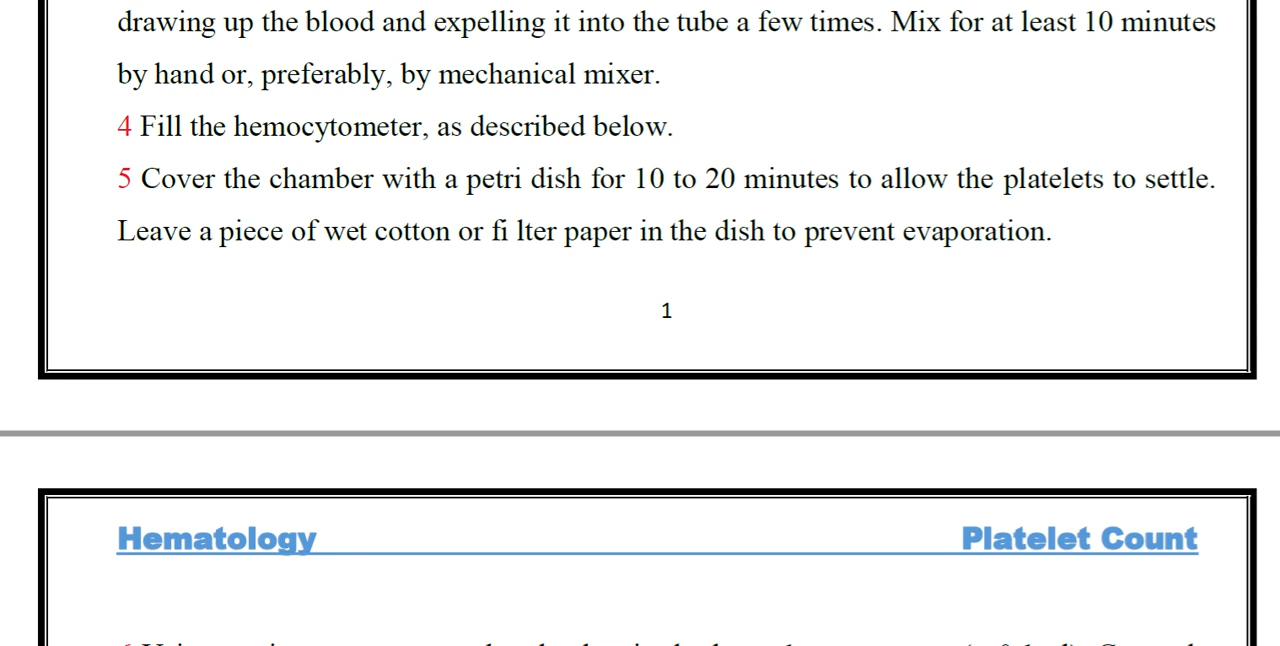 drawing up the blood and expelling it into the tube a few times. Mix for at least 10 minutes
by hand or, preferably, by mechanical mixer.
4 Fill the hemocytometer, as described below.
5 Cover the chamber with a petri dish for 10 to 20 minutes to allow the platelets to settle.
Leave a piece of wet cotton or fi lter paper in the dish to prevent evaporation.
1
Hematology Platelet Count